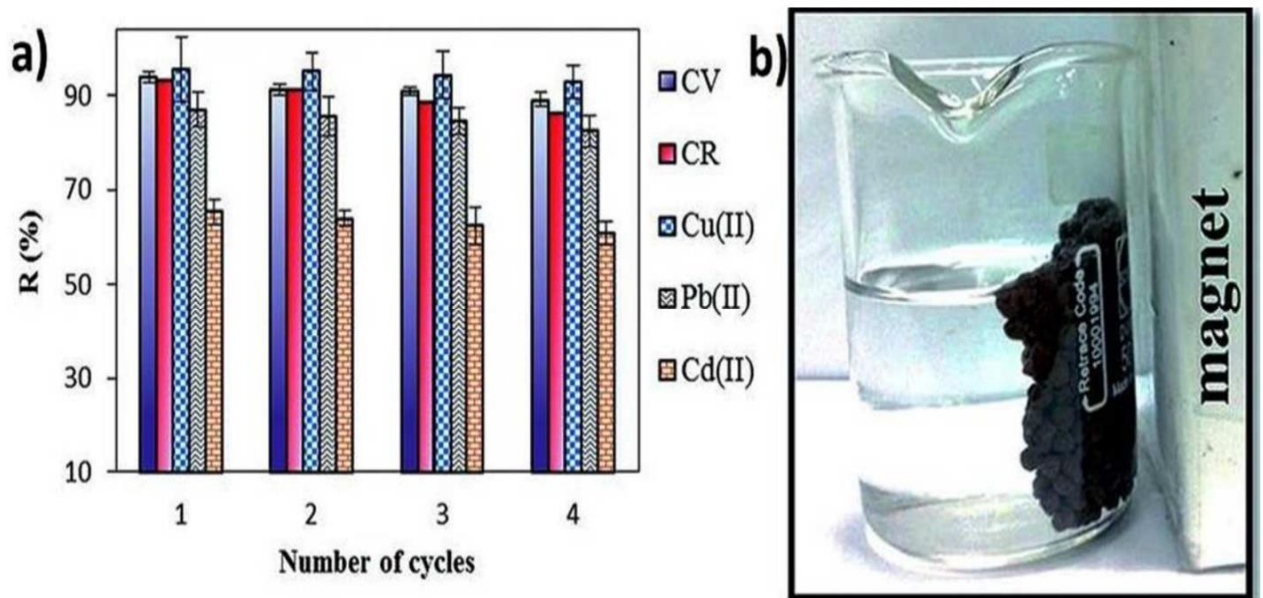 a)
R (%)
90
70
50
30
10
1 2 3 4
Number of cycles
CV
CR
Cu(II)
Pb(II)
Cd(II)
b)
Retrace Code
10001994
magnet